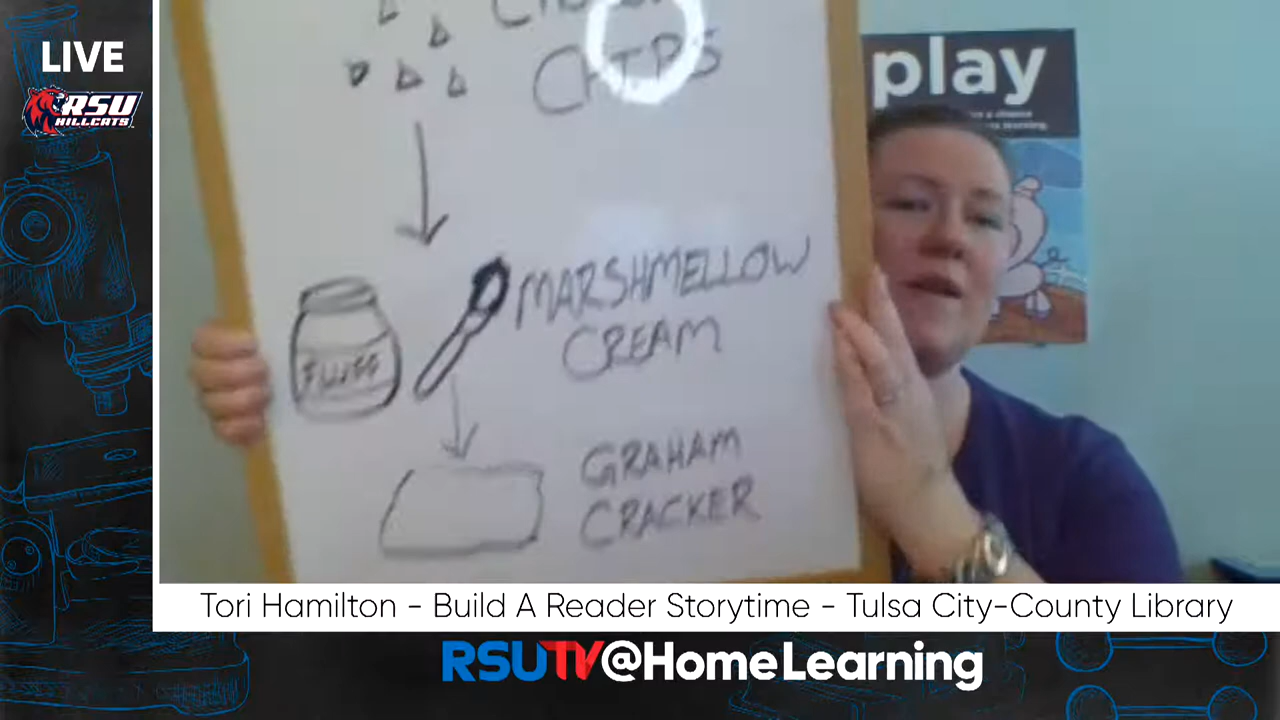 LIVE
RSU
HILLCATS
CHIPS
play
learning.
MARSHMELLOW
CREAM
FLUFF
GRAHAM
CRACKER
Tori Hamilton - Build A Reader Storytime - Tulsa City-County Library
RSUTV@HomeLearning